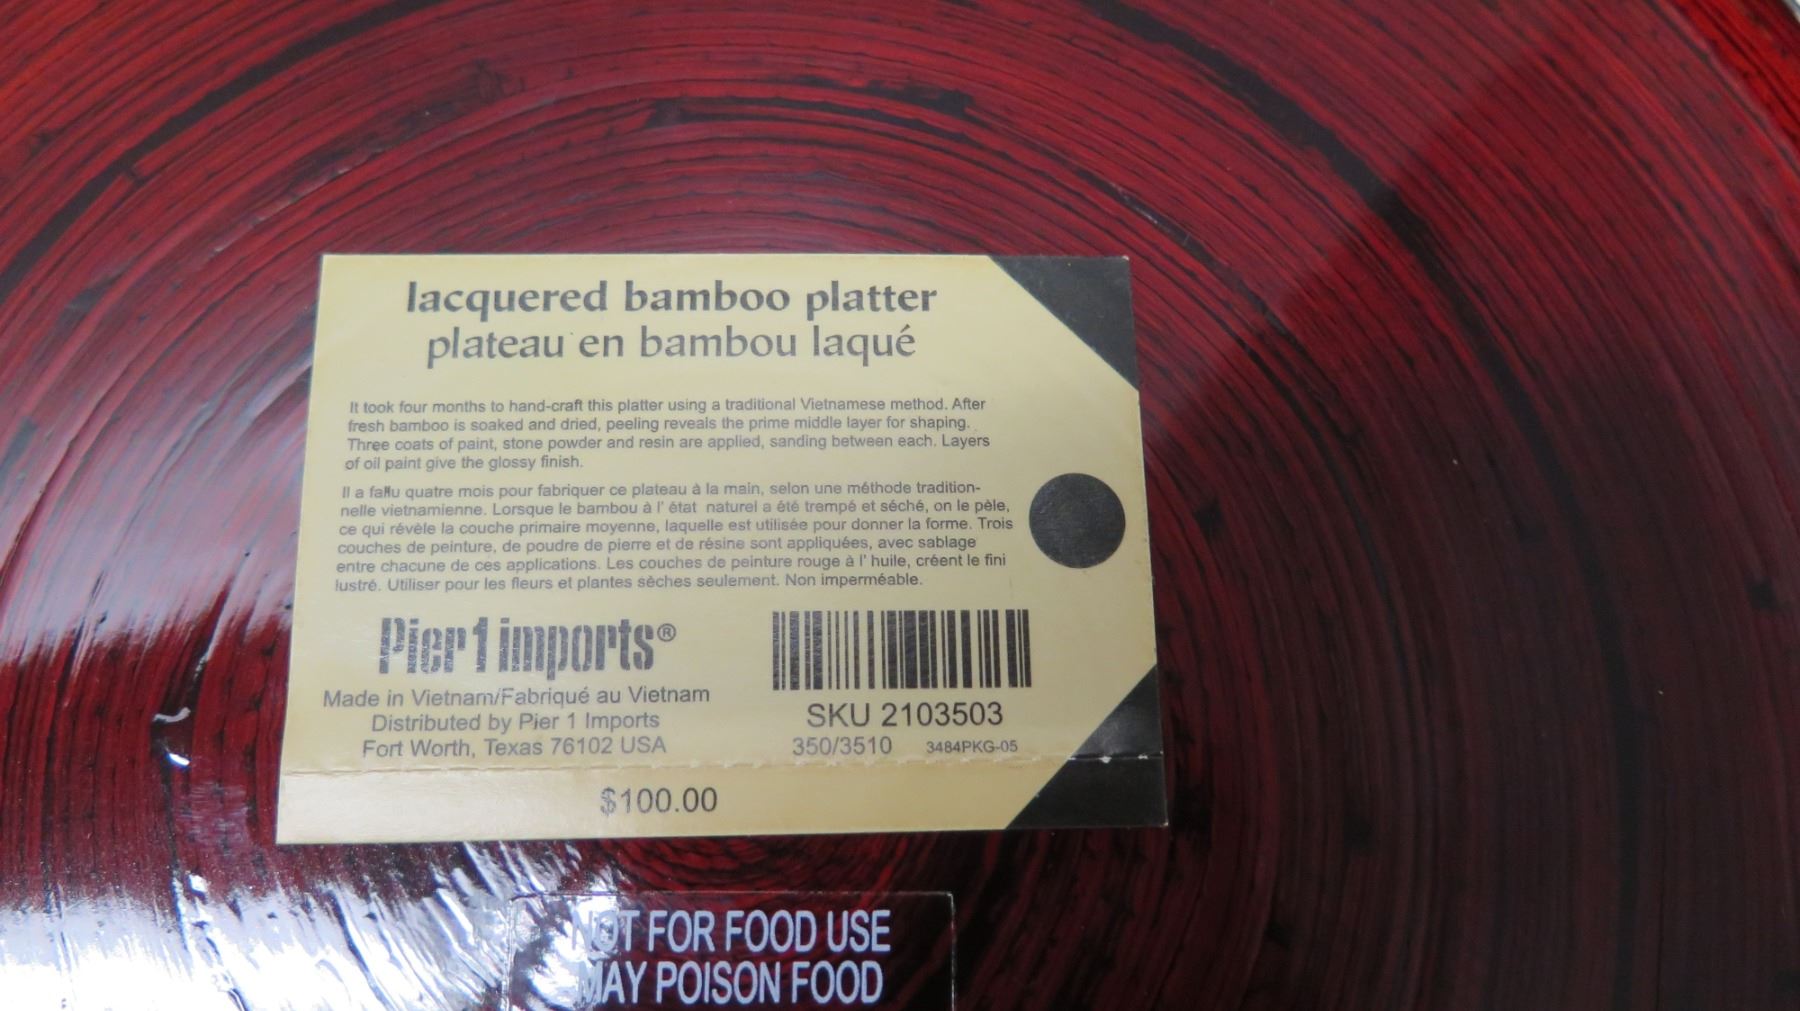 lacquered bamboo platter
plateau en bambou laqué
It took four months to hand-craft this platter using a traditional Vietnamese method. After
fresh bamboo is soaked and dried, peeling reveals the prime middle layer for shaping.
Three coats of paint, stone powder and resin are applied, sanding between each. Layers
of oil paint give the glossy finish.
Il a fallu quatre mois pour fabriquer ce plateau à la main, selon une méthode tradition-
nelle vietnamienne. Lorsque le bambou à l' état naturel a été trempé et séché, on le pèle,
ce qui révèle la couche primaire moyenne, laquelle est utilisée pour donner la forme. Trois
couches de peinture, de poudre de pierre et de résine sont appliquées, avec sablage
entre chacune de ces applications. Les couches de peinture rouge à l' huile, créent le fini
lustré. Utiliser pour les fleurs et plantes sèches seulement. Non imperméable.
Pier 1 imports®
Made in Vietnam/Fabriqué au Vietnam
Distributed by Pier 1 Imports
Fort Worth, Texas 76102 USA
SKU 2103503
350/3510 3484PKG-05
$100.00
NOT FOR FOOD USE
MAY POISON FOOD